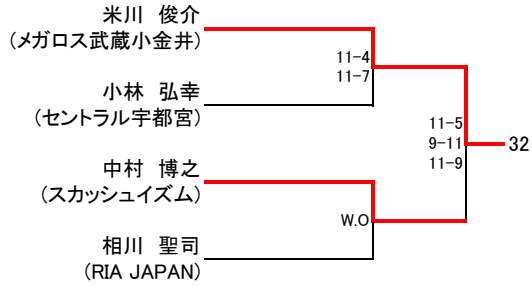 米川 俊介
(メガロス武蔵小金井)
11-4
11-7
小林 弘幸
(セントラル宇都宮)
11-5
9-11
11-9
32
中村 博之
(スカッシュイズム)
W.O
相川 聖司
(RIA JAPAN)